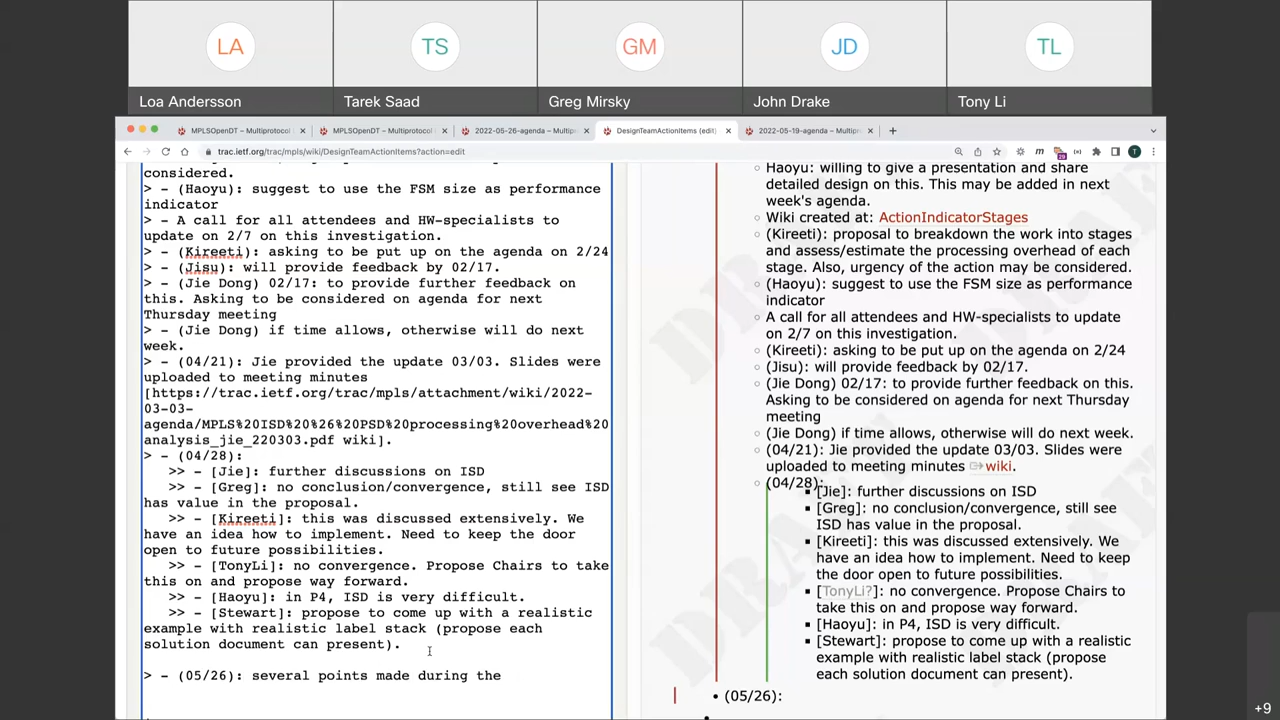 LA
TS
GM
JD
TL
Loa Andersson
Tarek Saad
Greg Mirsky
John Drake
Tony Li
MPLSOpenDT – Multiprotocol
MPLSOpenDT – Multiprotocol
2022-05-26-agenda – Multipro
DesignTeamActionItems (edit)
2022-05-19-agenda – Multipro
trac.ietf.org/trac/mpls/wiki/DesignTeamActionItems?action=edit
considered.
> - (Haoyu): suggest to use the FSM size as performance
indicator
> - A call for all attendees and HW-specialists to
update on 2/7 on this investigation.
> - (Kireeti): asking to be put up on the agenda on 2/24
> - (Jisu): will provide feedback by 02/17.
> - (Jie Dong) 02/17: to provide further feedback on
this. Asking to be considered on agenda for next
Thursday meeting
> - (Jie Dong) if time allows, otherwise will do next
week.
> - (04/21): Jie provided the update 03/03. Slides were
uploaded to meeting minutes
[https://trac.ietf.org/trac/mpls/attachment/wiki/2022-
03-03-
agenda/MPLS%20ISD%20%26%20PSD%20processing%20overhead%20
analysis_jie_220303.pdf wiki].
> - (04/28):
>> - [Jie]: further discussions on ISD
>> - [Greg]: no conclusion/convergence, still see ISD
has value in the proposal.
>> - [Kireeti]: this was discussed extensively. We
have an idea how to implement. Need to keep the door
open to future possibilities.
>> - [TonyLi]: no convergence. Propose Chairs to take
this on and propose way forward.
>> - [Haoyu]: in P4, ISD is very difficult.
>> - [Stewart]: propose to come up with a realistic
example with realistic label stack (propose each
solution document can present).
> - (05/26): several points made during the
Haoyu: willing to give a presentation and share
detailed design on this. This may be added in next
week's agenda.
Wiki created at: ActionIndicatorStages
(Kireeti): proposal to breakdown the work into stages
and assess/estimate the processing overhead of each
stage. Also, urgency of the action may be considered.
(Haoyu): suggest to use the FSM size as performance
indicator
A call for all attendees and HW-specialists to update
on 2/7 on this investigation.
(Kireeti): asking to be put up on the agenda on 2/24
(Jisu): will provide feedback by 02/17.
(Jie Dong) 02/17: to provide further feedback on this.
Asking to be considered on agenda for next Thursday
meeting
(Jie Dong) if time allows, otherwise will do next week.
(04/21): Jie provided the update 03/03. Slides were
uploaded to meeting minutes wiki.
(04/28):
[Jie]: further discussions on ISD
[Greg]: no conclusion/convergence, still see
ISD has value in the proposal.
[Kireeti]: this was discussed extensively. We
have an idea how to implement. Need to keep
the door open to future possibilities.
[TonyLi?]: no convergence. Propose Chairs to
take this on and propose way forward.
[Haoyu]: in P4, ISD is very difficult.
[Stewart]: propose to come up with a realistic
example with realistic label stack (propose
each solution document can present).
• (05/26):
+9